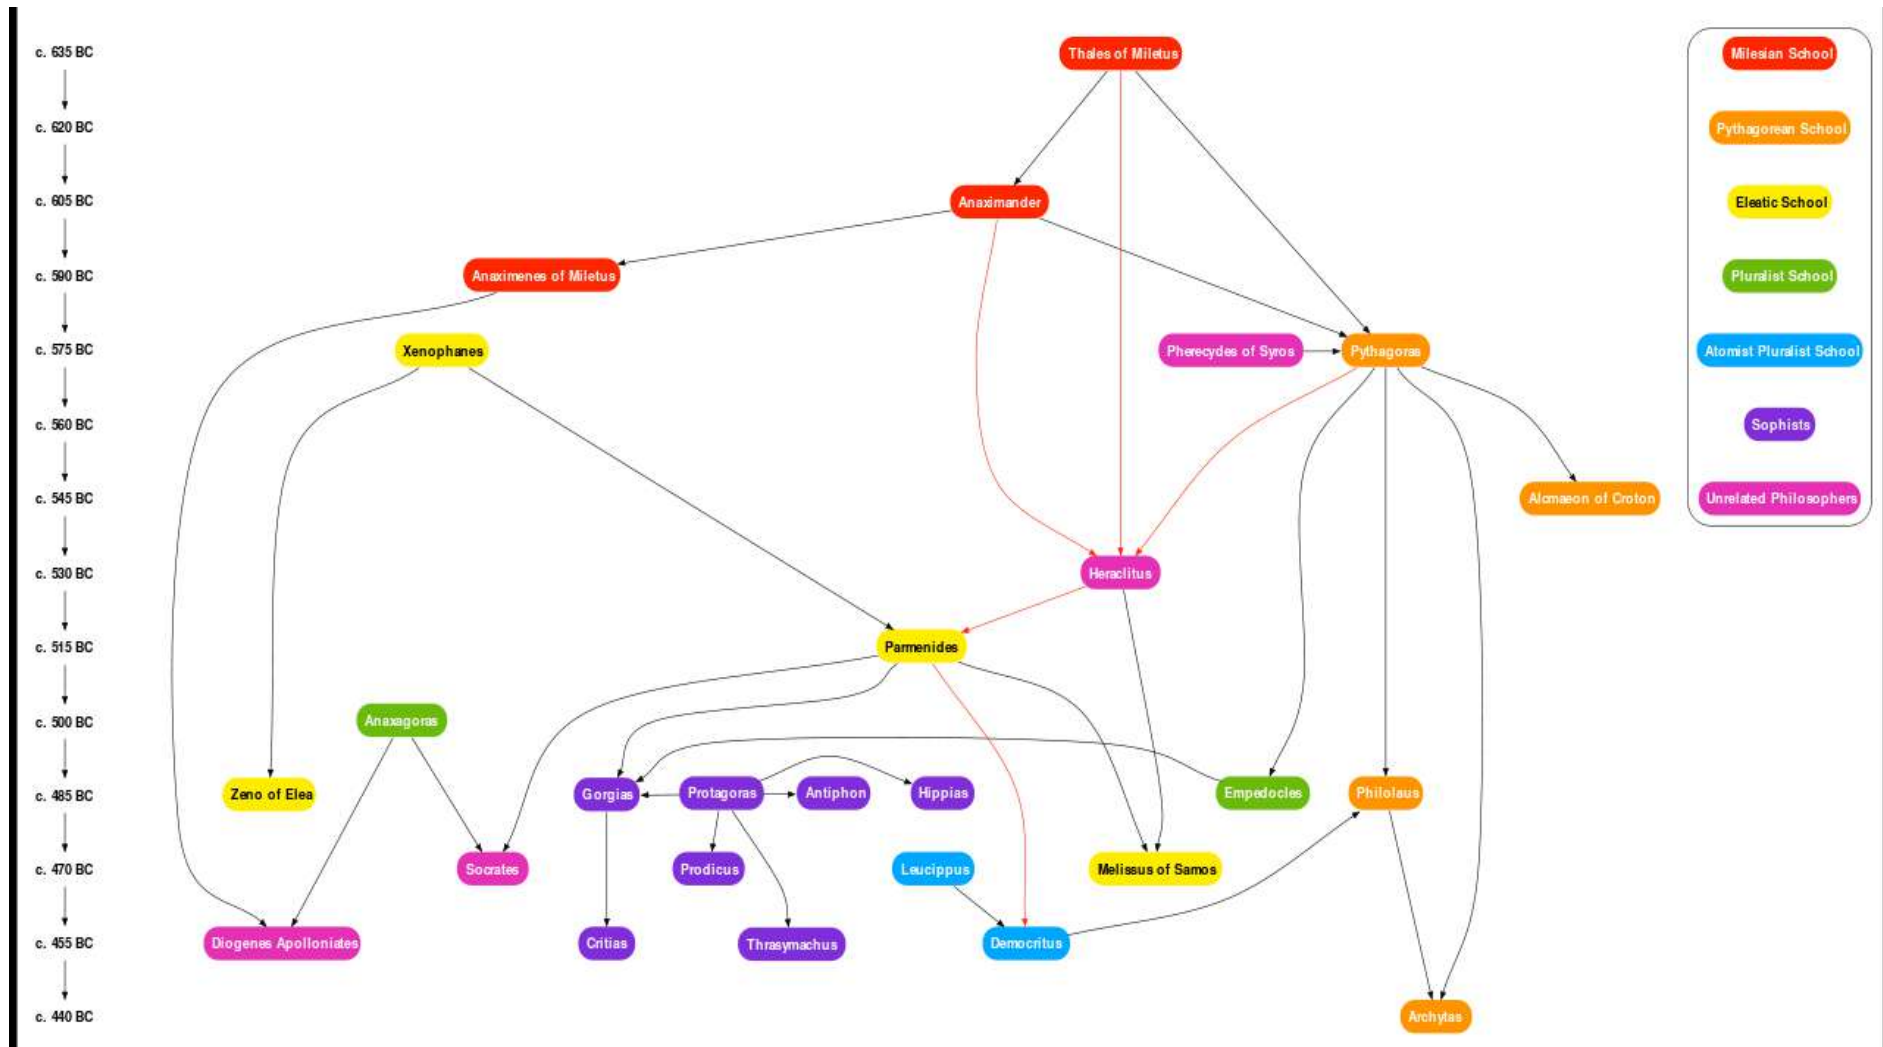 c. 635 BC
Thales of Miletus
Milesian School
c. 620 BC
Pythagorean School
c. 605 BC
Anaximander
Eleatic School
c. 590 BC
Anaximenes of Miletus
Pluralist School
c. 575 BC
Xenophanes
Pherecydes of Syros
Pythagoras
Atomist Pluralist School
c. 560 BC
Sophists
c. 545 BC
Alcmaeon of Croton
Unrelated Philosophers
c. 530 BC
Heraclitus
c. 515 BC
Parmenides
c. 500 BC
Anaxagoras
c. 485 BC
Zeno of Elea
Gorgias
Protagoras
Antiphon
Hippias
Empedocles
Philolaus
c. 470 BC
Socrates
Prodicus
Leucippus
Melissus of Samos
c. 455 BC
Diogenes Apolloniates
Critias
Thrasymachus
Democritus
c. 440 BC
Archytas